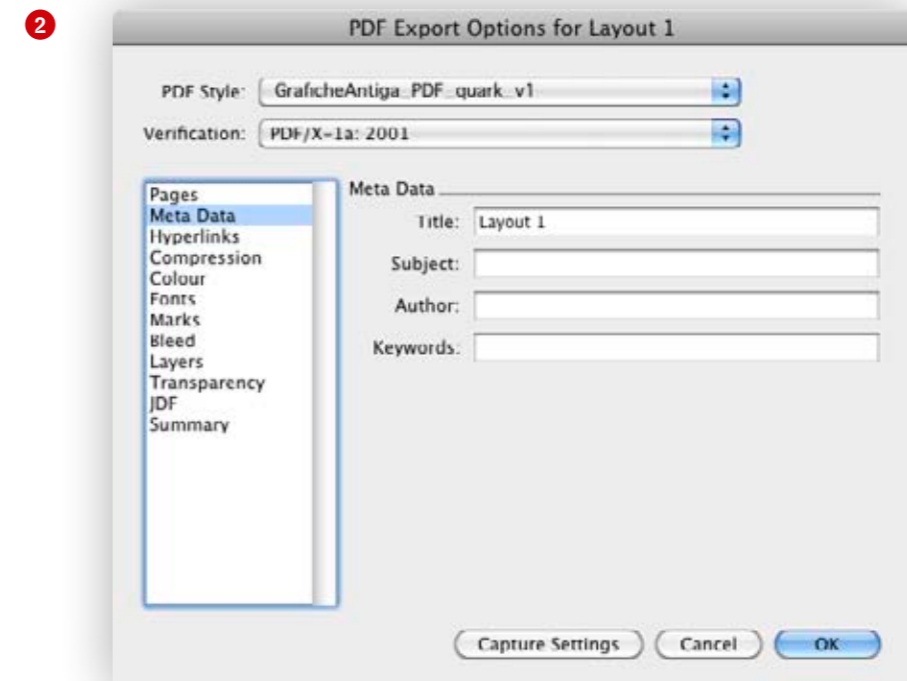 2
PDF Export Options for Layout 1
PDF Style: GraficheAntiga_PDF_quark_v1
Verification: PDF/X-1a: 2001
Pages
Meta Data
Hyperlinks
Compression
Colour
Fonts
Marks
Bleed
Layers
Transparency
JDF
Summary
Meta Data
Title: Layout 1
Subject:
Author:
Keywords:
Capture Settings Cancel OK